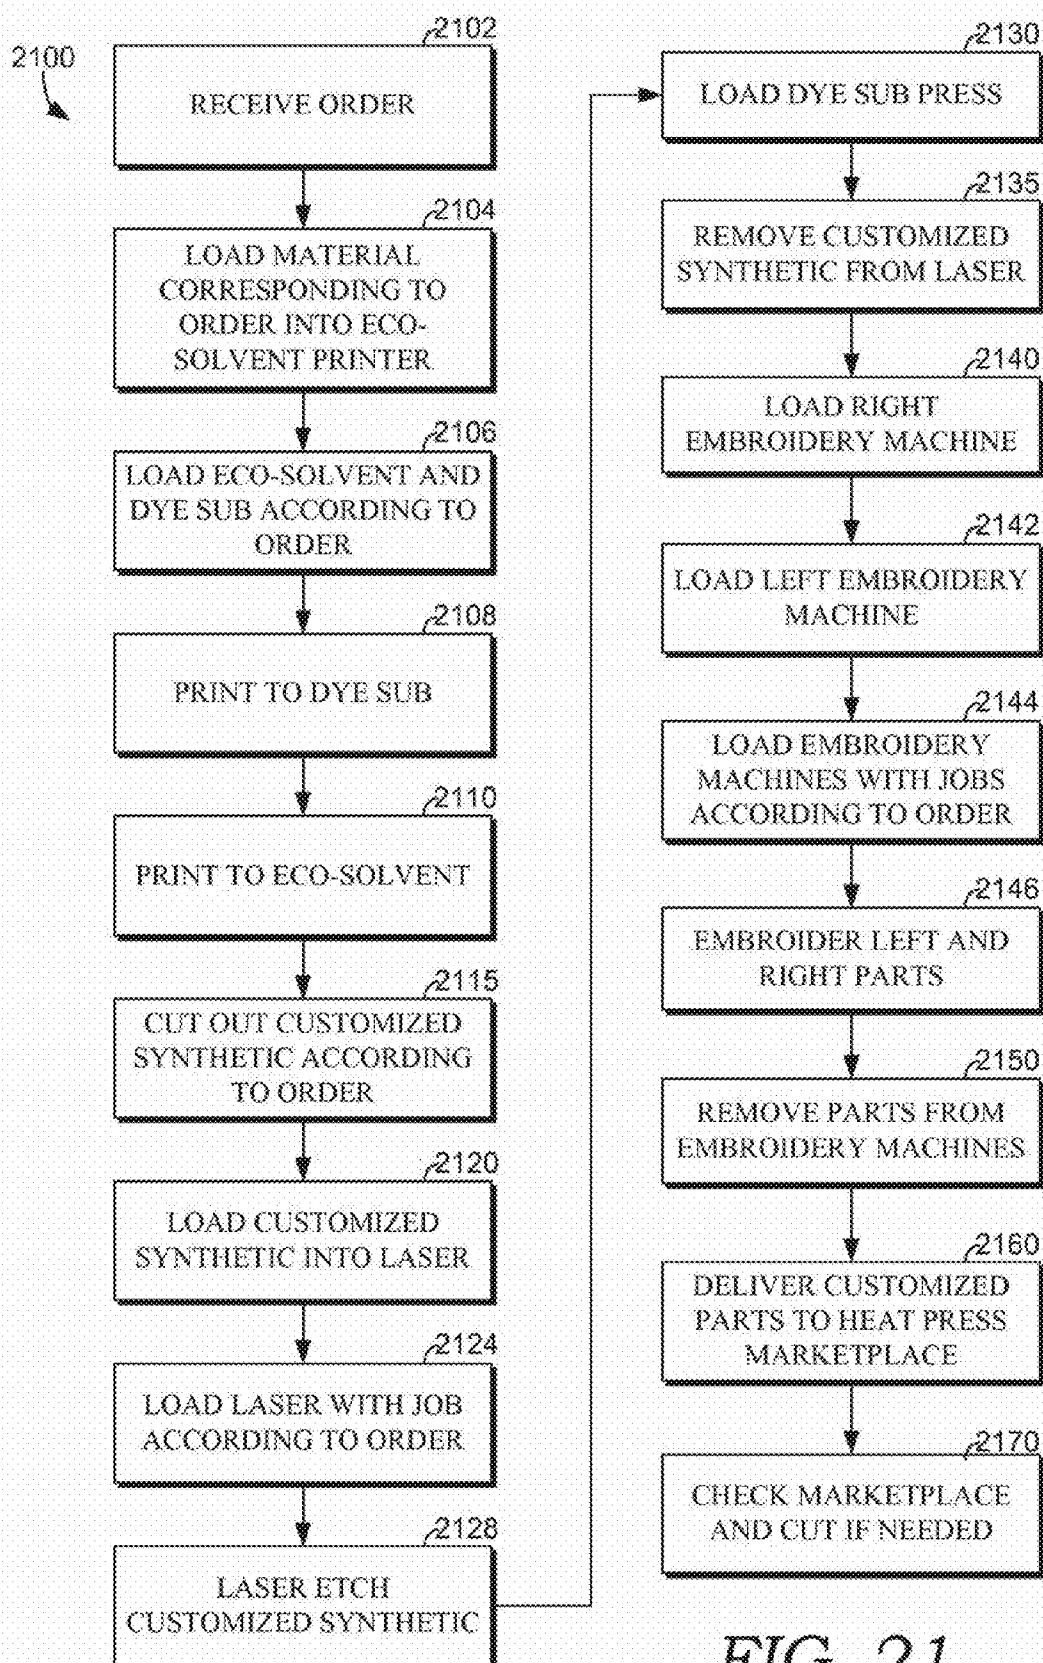 2100
2102
RECEIVE ORDER
2104
LOAD MATERIAL
CORRESPONDING TO
ORDER INTO ECO-
SOLVENT PRINTER
2106
LOAD ECO-SOLVENT AND
DYE SUB ACCORDING TO
ORDER
2108
PRINT TO DYE SUB
2110
PRINT TO ECO-SOLVENT
2115
CUT OUT CUSTOMIZED
SYNTHETIC ACCORDING
TO ORDER
2120
LOAD CUSTOMIZED
SYNTHETIC INTO LASER
2124
LOAD LASER WITH JOB
ACCORDING TO ORDER
2128
LASER ETCH
CUSTOMIZED SYNTHETIC
2130
LOAD DYE SUB PRESS
2135
REMOVE CUSTOMIZED
SYNTHETIC FROM LASER
2140
LOAD RIGHT
EMBROIDERY MACHINE
2142
LOAD LEFT EMBROIDERY
MACHINE
2144
LOAD EMBROIDERY
MACHINES WITH JOBS
ACCORDING TO ORDER
2146
EMBROIDER LEFT AND
RIGHT PARTS
2150
REMOVE PARTS FROM
EMBROIDERY MACHINES
2160
DELIVER CUSTOMIZED
PARTS TO HEAT PRESS
MARKETPLACE
2170
CHECK MARKETPLACE
AND CUT IF NEEDED
FIG. 21